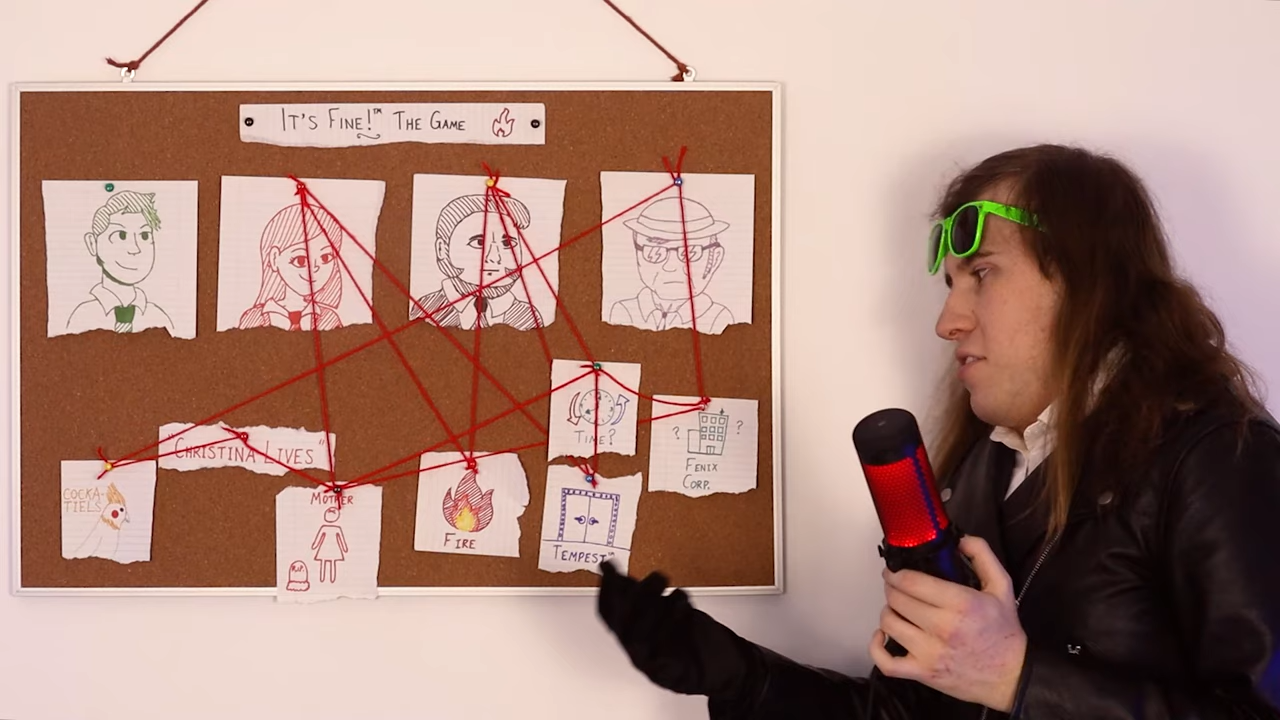 IT'S FINE!™ THE GAME
TIME?
CHRISTINA LIVES"
COCKA-
TIELS
MOTHER
R.I.P.
FIRE
TEMPEST™
? ?
FENIX
CORP.